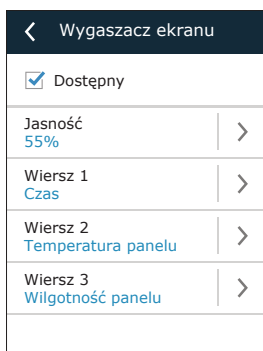 Wygaszacz ekranu
Dostępny
Jasność
55%
Wiersz 1
Czas
Wiersz 2
Temperatura panelu
Wiersz 3
Wilgotność panelu